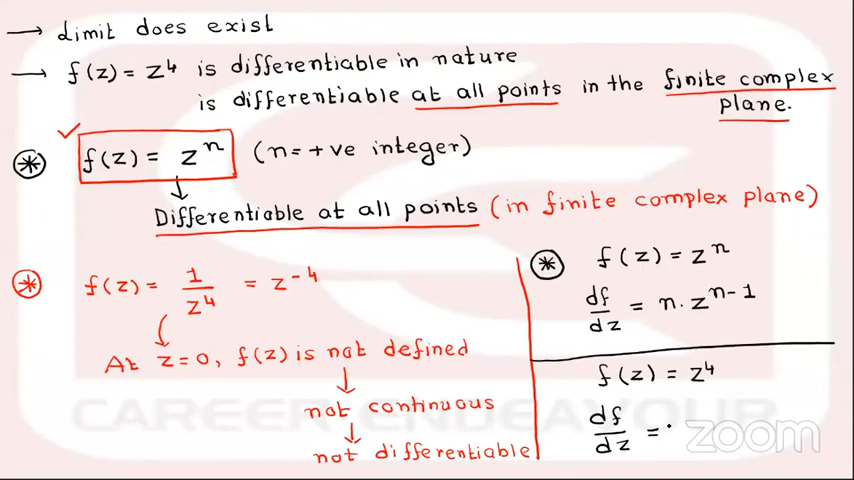 → Limit does exist
→ f(z) = z⁴ is differentiable in nature
is differentiable at all points in the finite complex
plane.
✓
⊛ f(z) = zⁿ (n = +ve integer)
↓
Differentiable at all points (in finite complex plane)
⊛ f(z) = 1/z⁴ = z⁻⁴
At z=0, f(z) is not defined
↓
not continuous
↓
not differentiable
⊛ f(z) = zⁿ
df/dz = n. zⁿ⁻¹
f(z) = z⁴
df/dz =
CAREER ENDEAVOUR
zoom